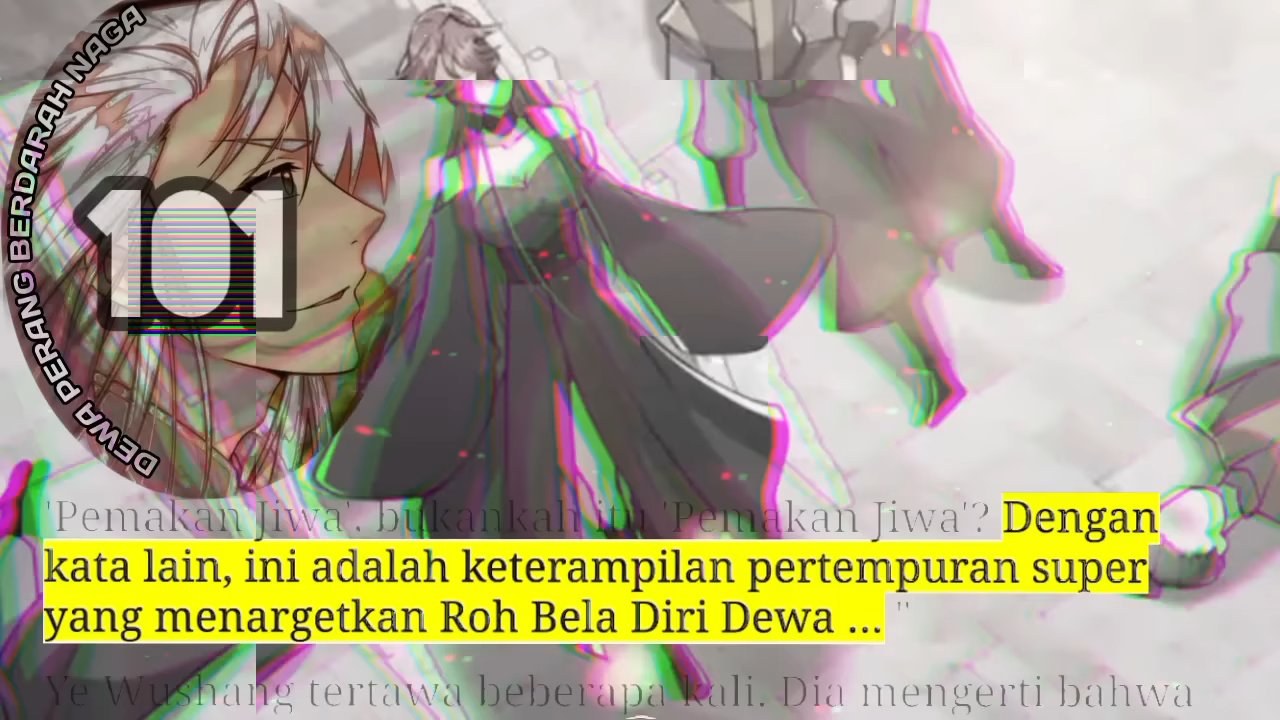 DEWA PERANG BERDARAH NAGA
101
'Pemakan Jiwa', bukankah itu 'Pemakan Jiwa'? Dengan
kata lain, ini adalah keterampilan pertempuran super
yang menargetkan Roh Bela Diri Dewa ... "
Ye Wushang tertawa beberapa kali. Dia mengerti bahwa